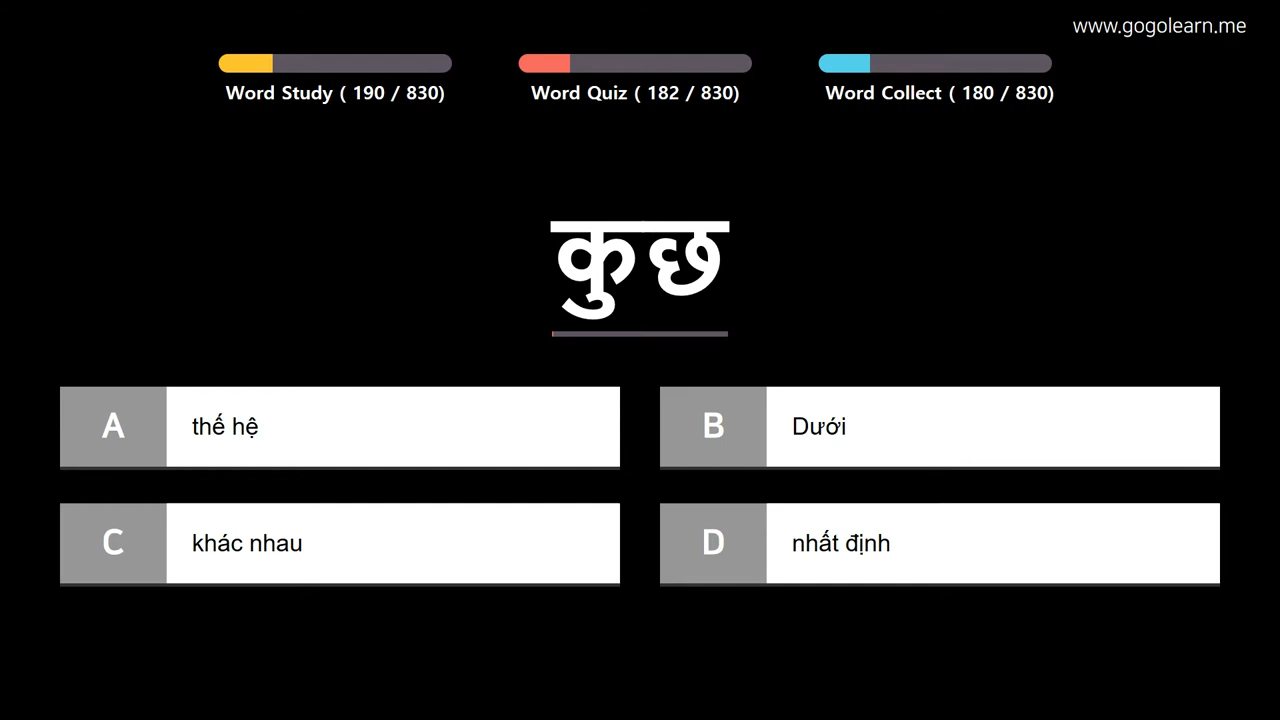 www.gogolearn.me
Word Study ( 190 / 830)
Word Quiz ( 182 / 830)
Word Collect ( 180 / 830)
कुछ
A thế hệ
B Dưới
C khác nhau
D nhất định